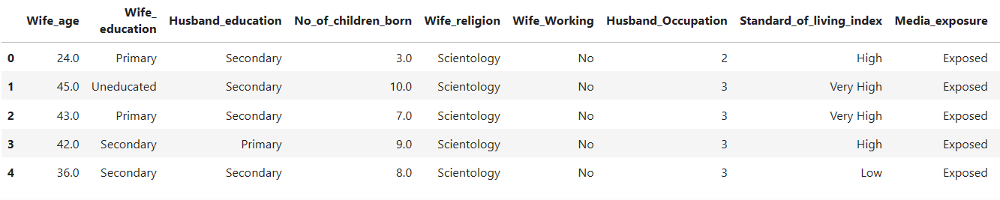 Wife_age Wife_ education Husband_education No_of_children_born Wife_religion Wife_Working Husband_Occupation Standard_of_living_index Media_exposure
0 24.0 Primary Secondary 3.0 Scientology No 2 High Exposed
1 45.0 Uneducated Secondary 10.0 Scientology No 3 Very High Exposed
2 43.0 Primary Secondary 7.0 Scientology No 3 Very High Exposed
3 42.0 Secondary Primary 9.0 Scientology No 3 High Exposed
4 36.0 Secondary Secondary 8.0 Scientology No 3 Low Exposed